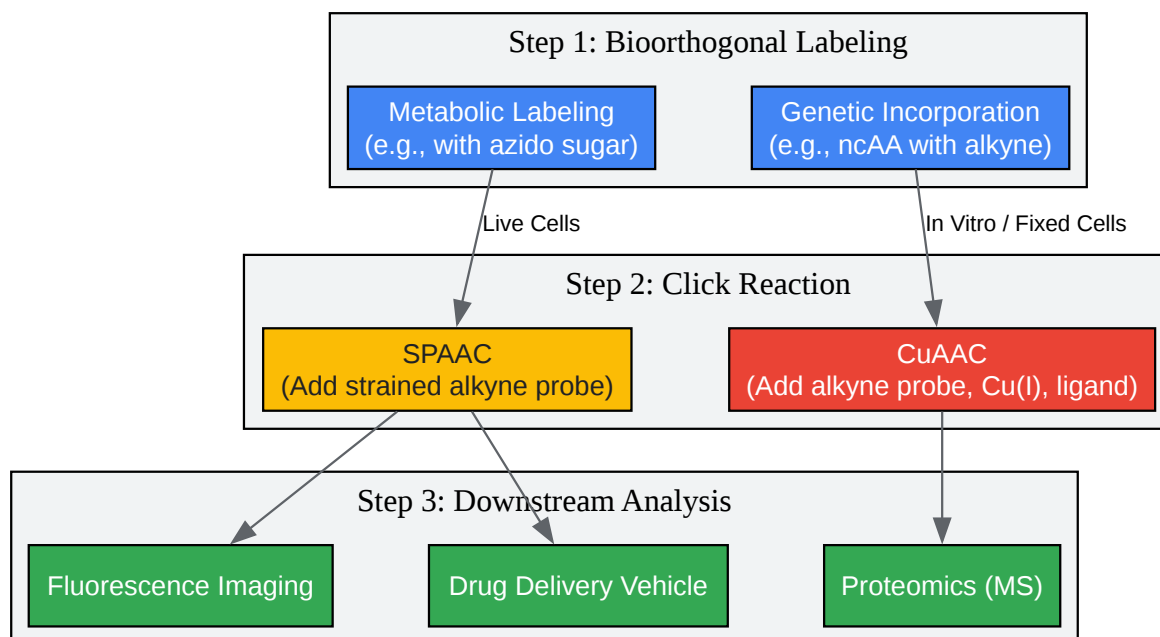 Step 1: Bioorthogonal Labeling
Metabolic Labeling
(e.g., with azido sugar)
Genetic Incorporation
(e.g., ncAA with alkyne)
Live Cells
In Vitro / Fixed Cells
Step 2: Click Reaction
SPAAC
(Add strained alkyne probe)
CuAAC
(Add alkyne probe, Cu(I), ligand)
Step 3: Downstream Analysis
Fluorescence Imaging
Drug Delivery Vehicle
Proteomics (MS)